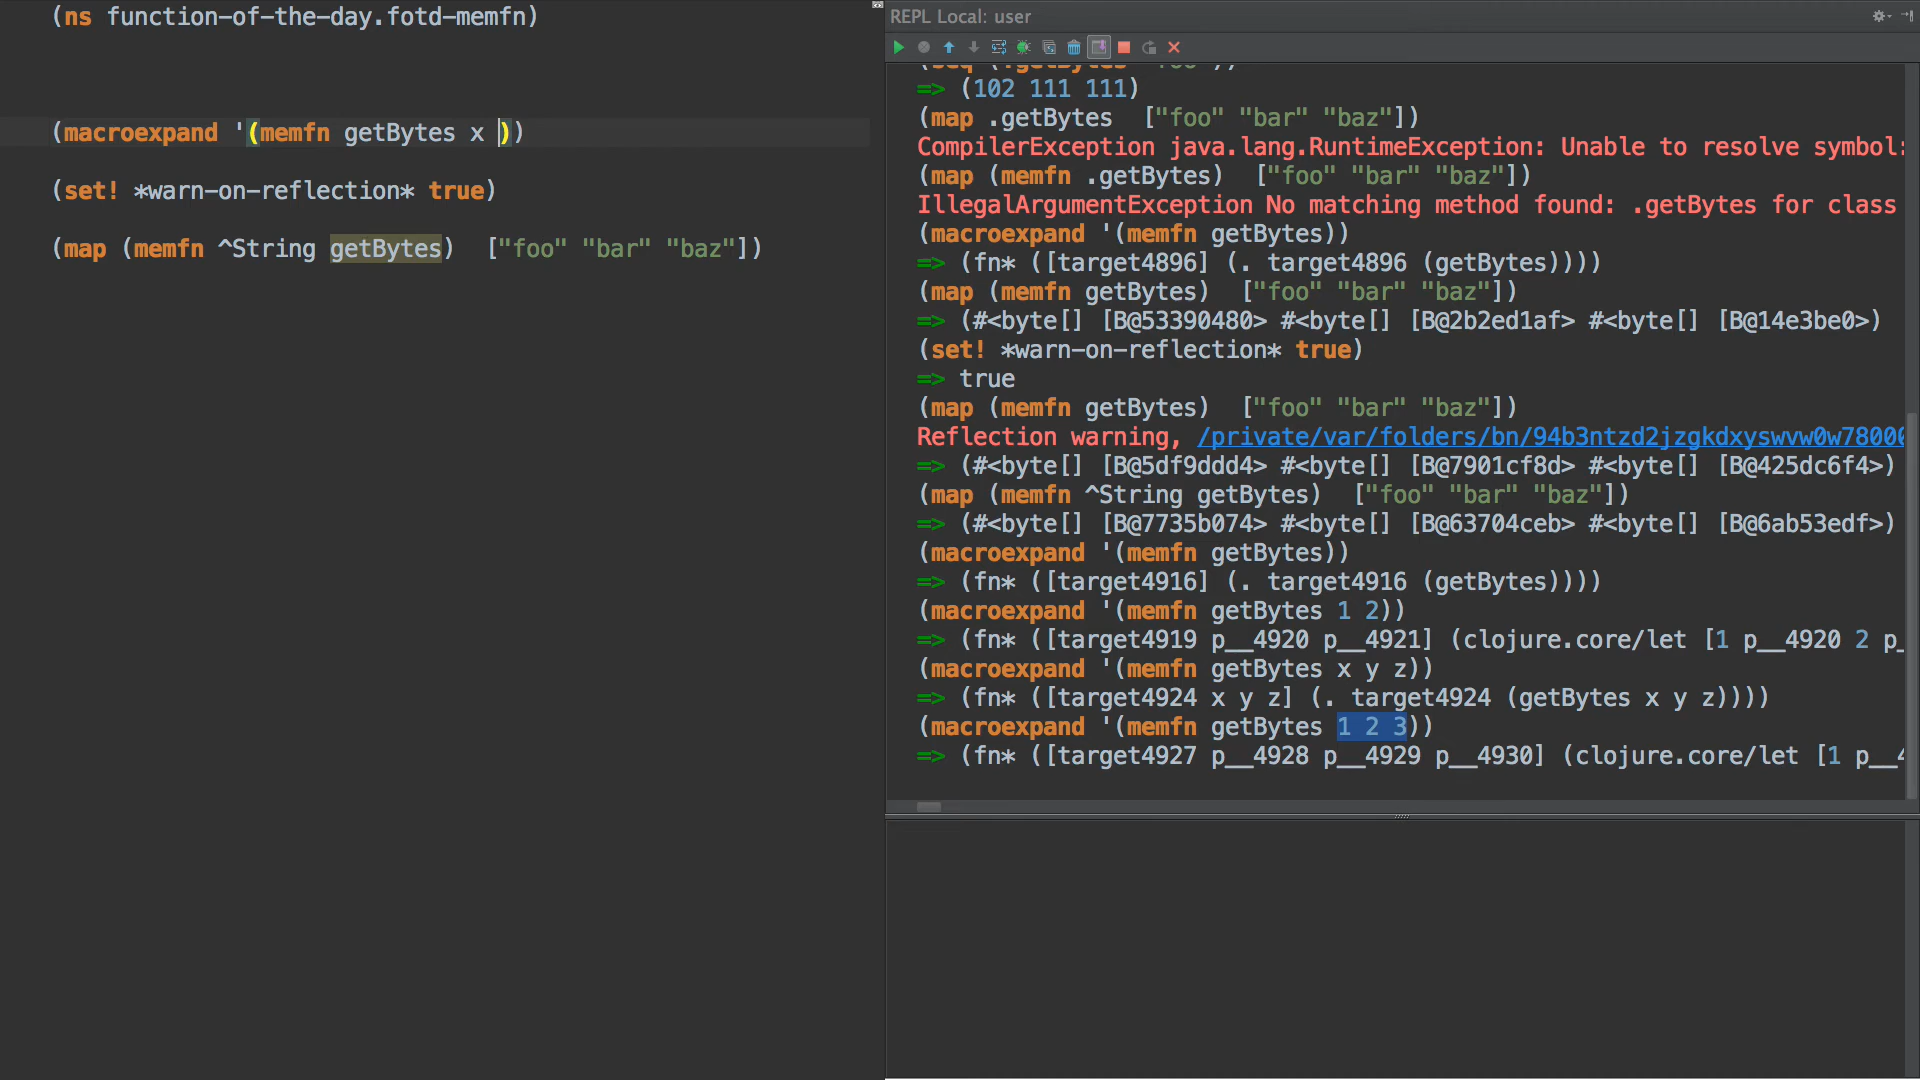 (ns function-of-the-day.fotd-memfn)
(macroexpand '(memfn getBytes x ))
(set! *warn-on-reflection* true)
(map (memfn ^String getBytes)  ["foo" "bar" "baz"])
REPL Local: user
=> (102 111 111)
(map .getBytes  ["foo" "bar" "baz"])
CompilerException java.lang.RuntimeException: Unable to resolve symbol:
(map (memfn .getBytes)  ["foo" "bar" "baz"])
IllegalArgumentException No matching method found: .getBytes for class
(macroexpand '(memfn getBytes))
=> (fn* ([target4896] (. target4896 (getBytes))))
(map (memfn getBytes)  ["foo" "bar" "baz"])
=> (#<byte[] [B@53390480> #<byte[] [B@2b2ed1af> #<byte[] [B@14e3be0>)
(set! *warn-on-reflection* true)
=> true
(map (memfn getBytes)  ["foo" "bar" "baz"])
Reflection warning, /private/var/folders/bn/94b3ntzd2jzgkdxyswvw0w78000
=> (#<byte[] [B@5df9ddd4> #<byte[] [B@7901cf8d> #<byte[] [B@425dc6f4>)
(map (memfn ^String getBytes)  ["foo" "bar" "baz"])
=> (#<byte[] [B@7735b074> #<byte[] [B@63704ceb> #<byte[] [B@6ab53edf>)
(macroexpand '(memfn getBytes))
=> (fn* ([target4916] (. target4916 (getBytes))))
(macroexpand '(memfn getBytes 1 2))
=> (fn* ([target4919 p__4920 p__4921] (clojure.core/let [1 p__4920 2 p_
(macroexpand '(memfn getBytes x y z))
=> (fn* ([target4924 x y z] (. target4924 (getBytes x y z))))
(macroexpand '(memfn getBytes 1 2 3))
=> (fn* ([target4927 p__4928 p__4929 p__4930] (clojure.core/let [1 p__4